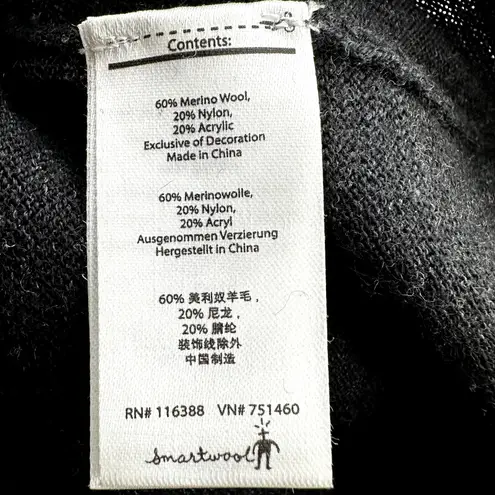 Contents:
60% Merino Wool,
20% Nylon,
20% Acrylic
Exclusive of Decoration
Made in China
60% Merinowolle,
20% Nylon,
20% Acryl
Ausgenommen Verzierung
Hergestellt in China
60% 美利奴羊毛，
20% 尼龙，
20% 腈纶
装饰线除外
中国制造
RN# 116388 VN# 751460
smartwool